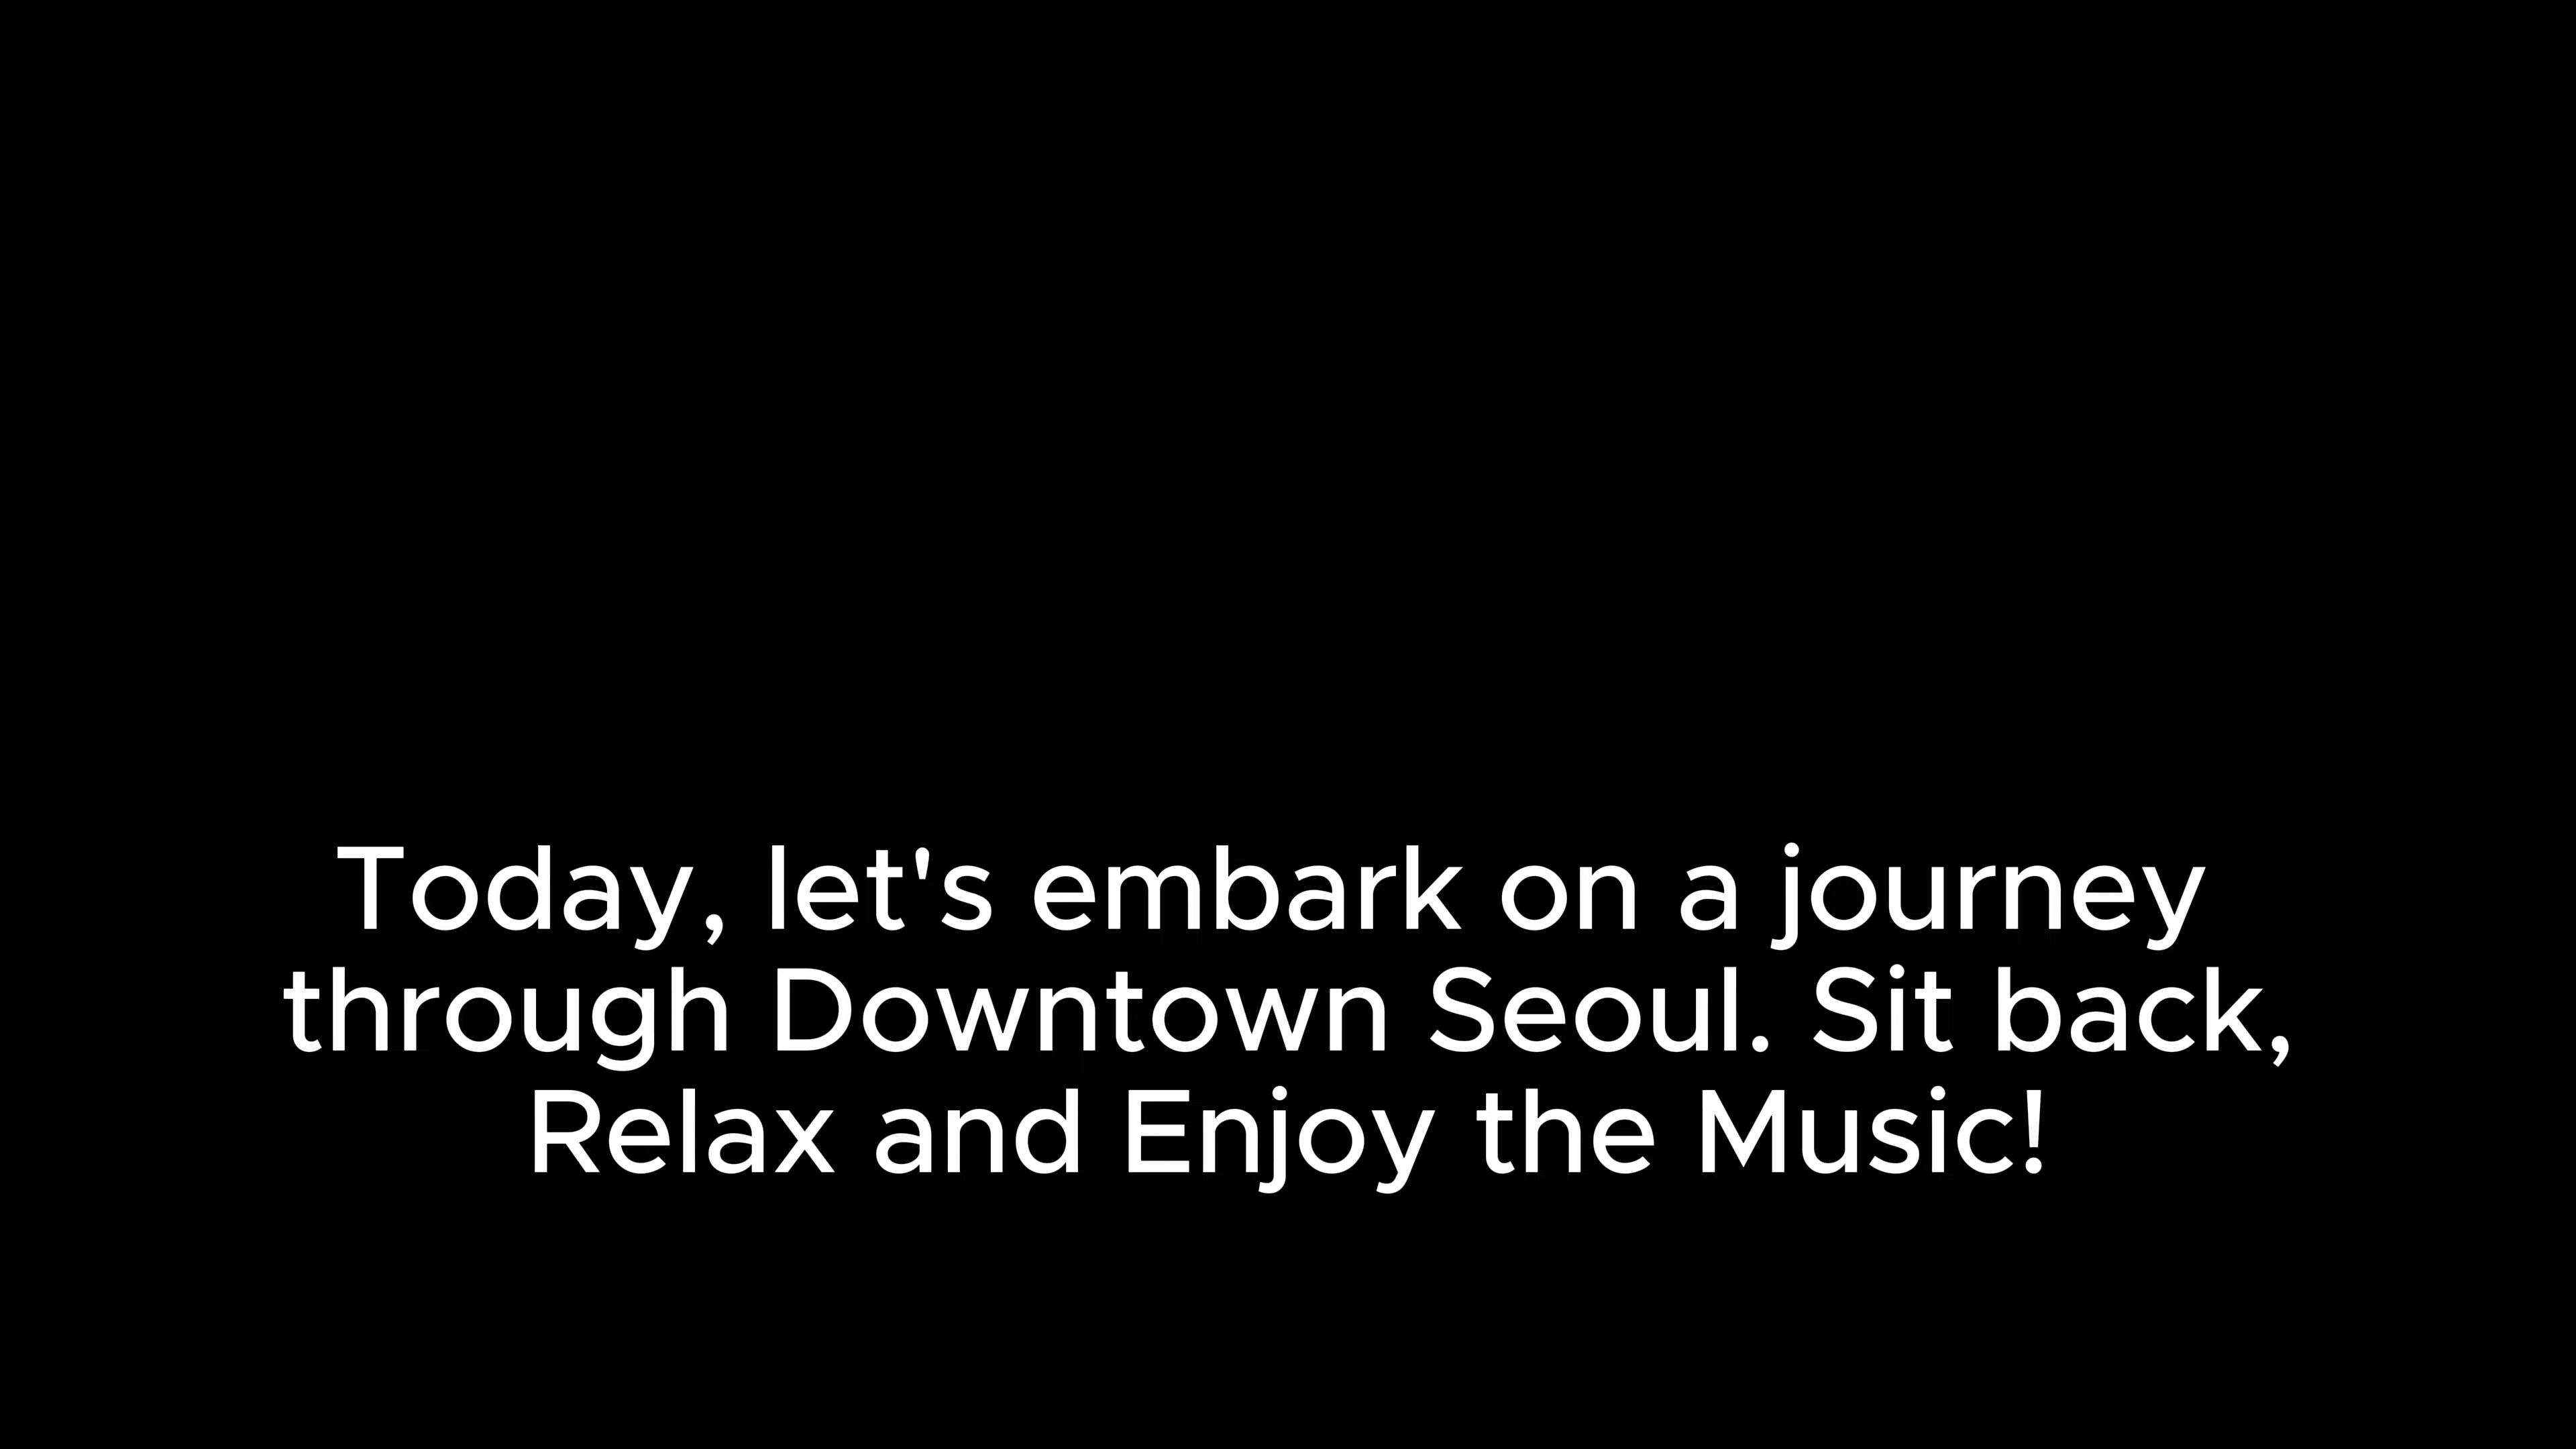 Today, let's embark on a journey
through Downtown Seoul. Sit back,
Relax and Enjoy the Music!